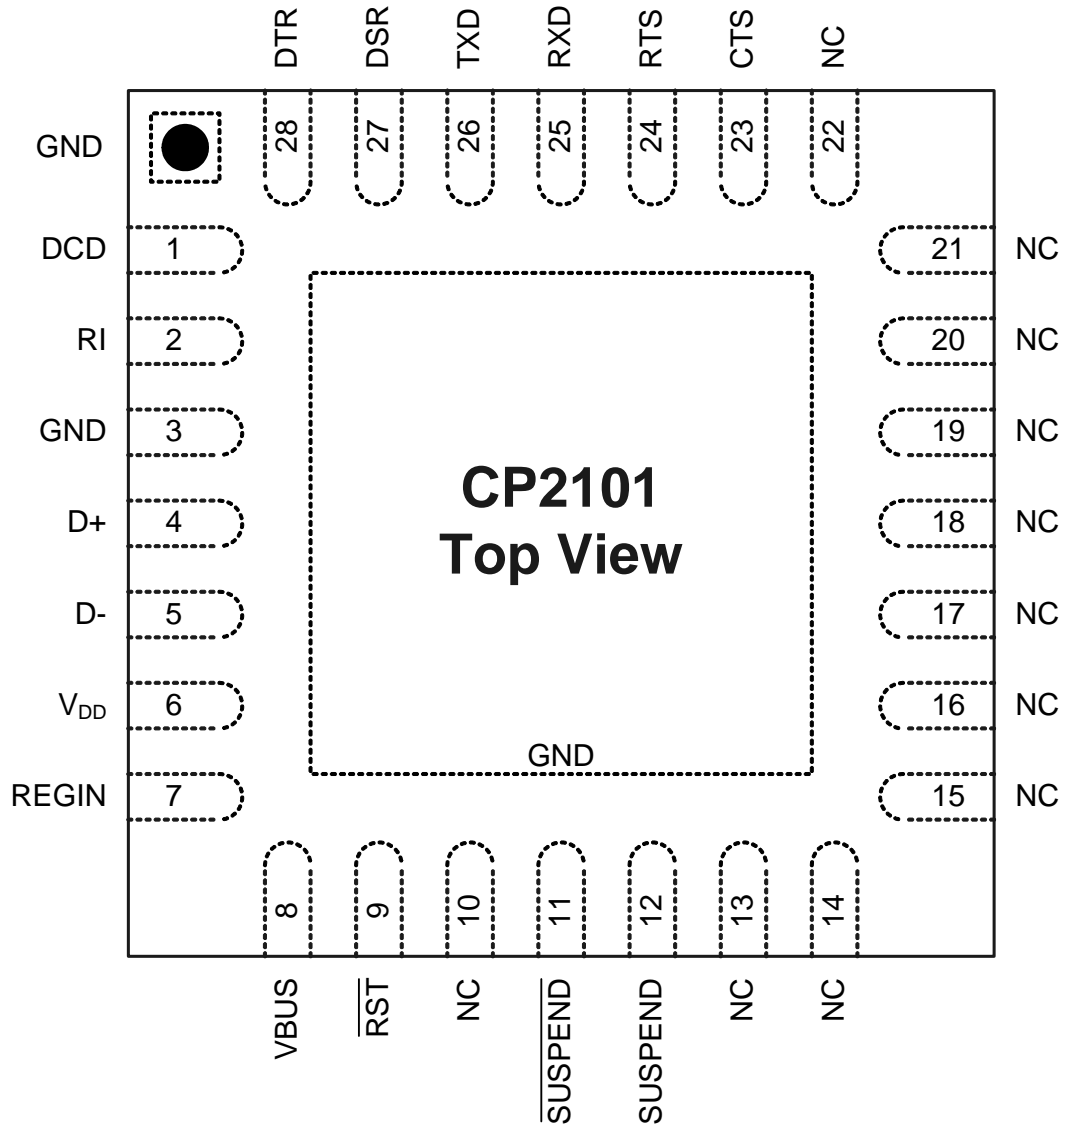 DTR
DSR
TXD
RXD
RTS
CTS
NC
28
27
26
25
24
23
22
GND
DCD 1
RI 2
GND 3
D+ 4
D- 5
VDD 6
REGIN 7
21 NC
20 NC
19 NC
18 NC
17 NC
16 NC
15 NC
CP2101
Top View
GND
8
9
10
11
12
13
14
VBUS
R̅S̅T̅
NC
S̅U̅S̅P̅E̅N̅D̅
SUSPEND
NC
NC